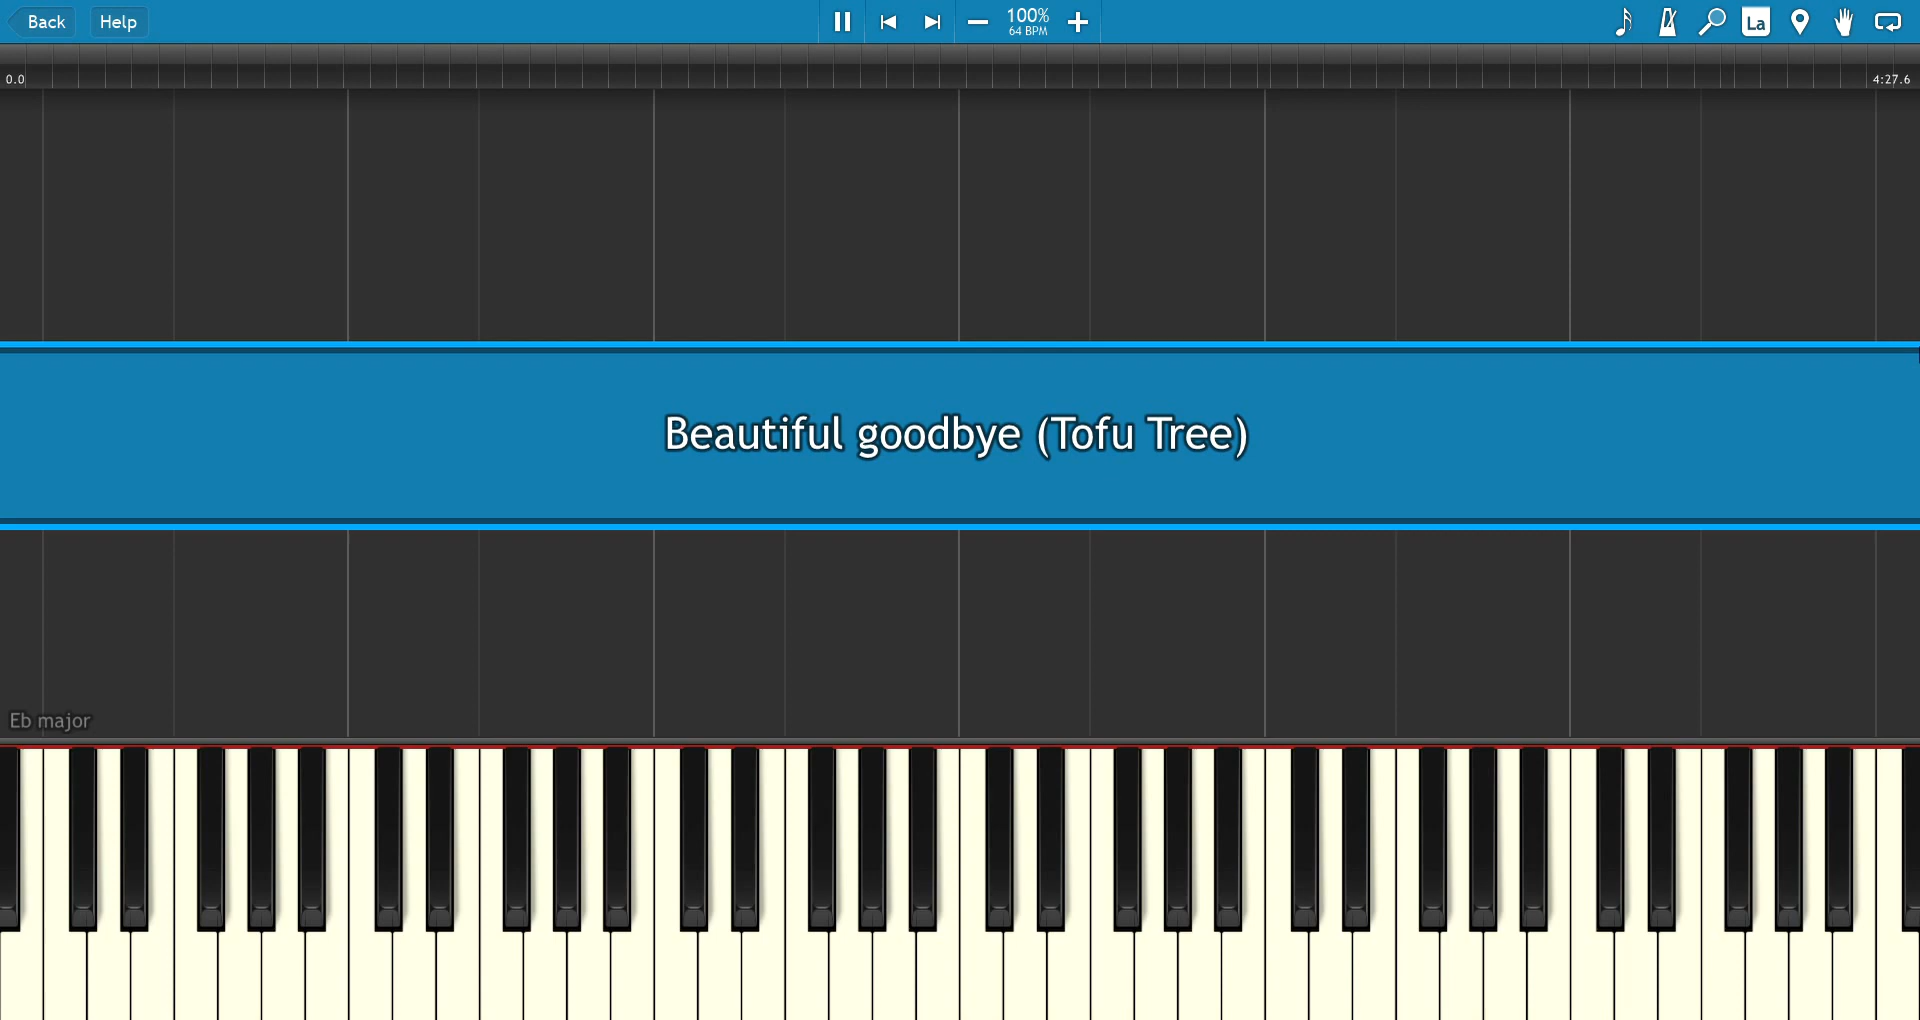 Back
Help
100%
64 BPM
La
0.0
4:27.6
Beautiful goodbye (Tofu Tree)
Eb major